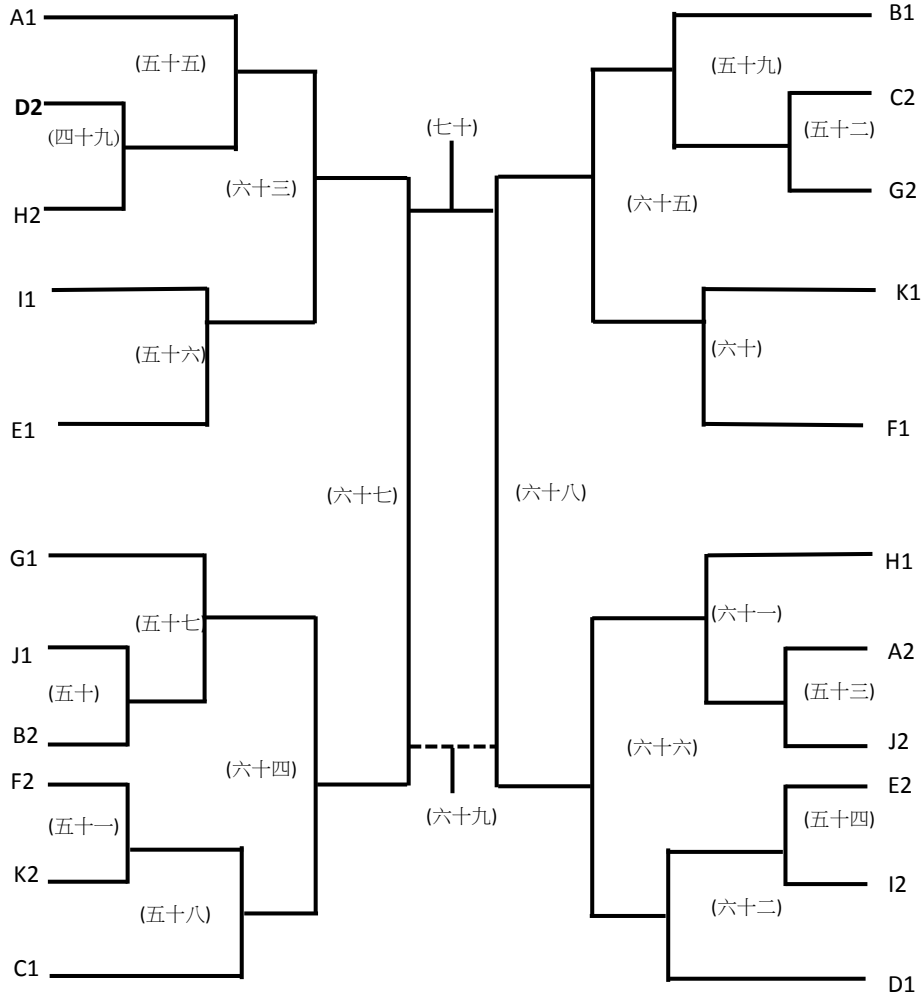 A1
(五十五)
D2
(四十九)
H2
(六十三)
I1
(五十六)
E1
(六十七)
G1
(五十七)
J1
(五十)
B2
(六十四)
F2
(五十一)
K2
(五十八)
C1
(七十)
(六十九)
B1
(五十九)
C2
(五十二)
G2
(六十五)
K1
(六十)
F1
(六十八)
H1
(六十一)
A2
(五十三)
J2
(六十六)
E2
(五十四)
I2
(六十二)
D1